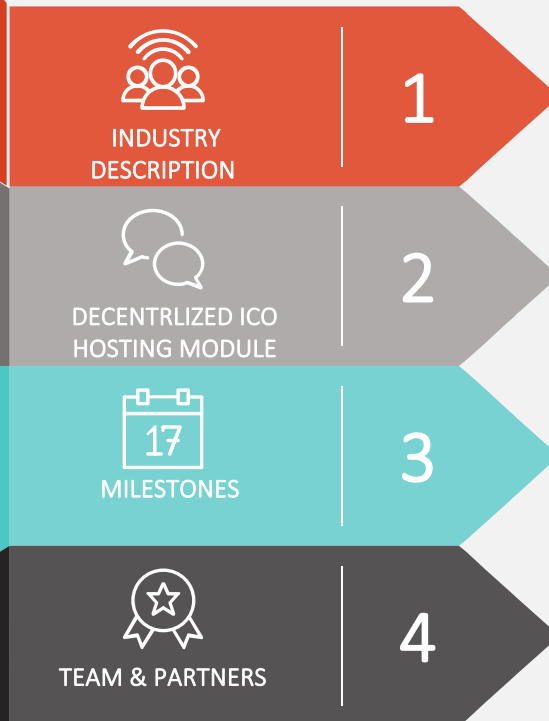 INDUSTRY
DESCRIPTION
1
DECENTRLIZED ICO
HOSTING MODULE
2
17
MILESTONES
3
TEAM & PARTNERS
4